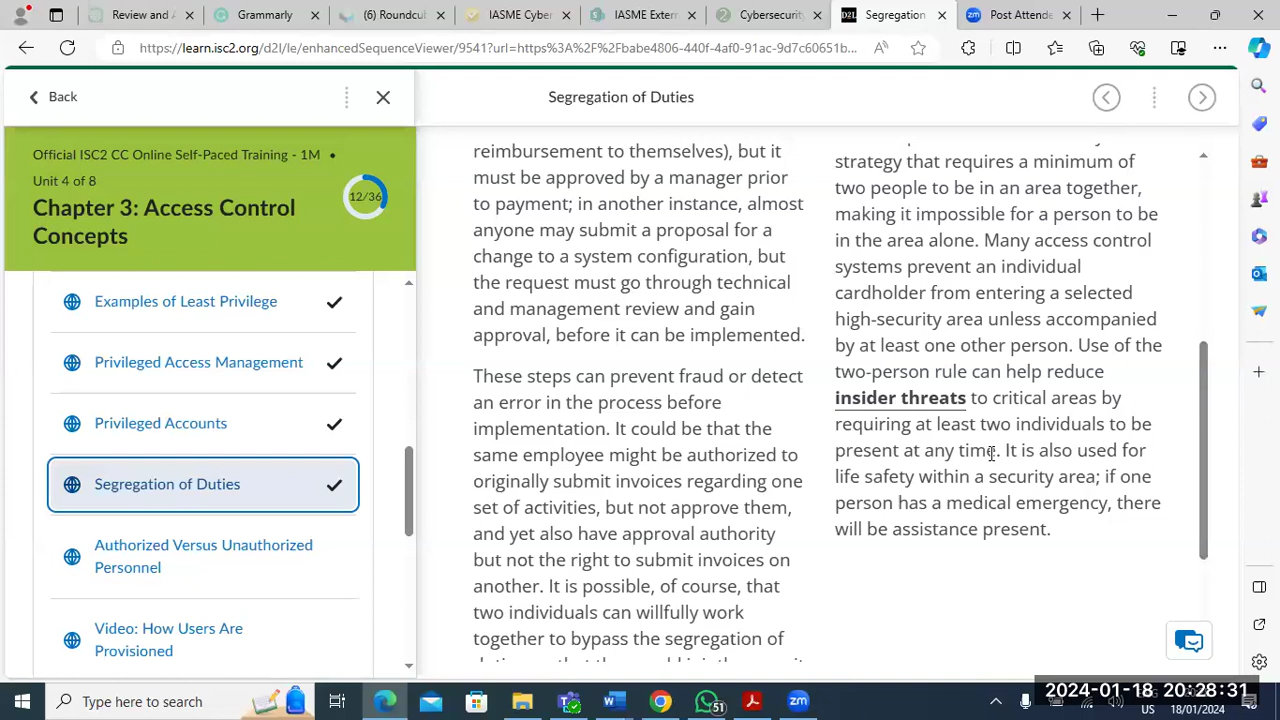 Review and A
Grammarly
(6) Roundcub
IASME Cyber
IASME Extern
Cybersecurity
D2L
Segregation
Post Attende
https://learn.isc2.org/d2l/le/enhancedSequenceViewer/9541?url=https%3A%2F%2Fbabe4806-440f-4af0-91ac-9d7c60651b...
Back
Segregation of Duties
Official ISC2 CC Online Self-Paced Training - 1M •
Unit 4 of 8
Chapter 3: Access Control
Concepts
12/36
Examples of Least Privilege
Privileged Access Management
Privileged Accounts
Segregation of Duties
Authorized Versus Unauthorized
Personnel
Video: How Users Are
Provisioned
reimbursement to themselves), but it
must be approved by a manager prior
to payment; in another instance, almost
anyone may submit a proposal for a
change to a system configuration, but
the request must go through technical
and management review and gain
approval, before it can be implemented.
These steps can prevent fraud or detect
an error in the process before
implementation. It could be that the
same employee might be authorized to
originally submit invoices regarding one
set of activities, but not approve them,
and yet also have approval authority
but not the right to submit invoices on
another. It is possible, of course, that
two individuals can willfully work
together to bypass the segregation of
strategy that requires a minimum of
two people to be in an area together,
making it impossible for a person to be
in the area alone. Many access control
systems prevent an individual
cardholder from entering a selected
high-security area unless accompanied
by at least one other person. Use of the
two-person rule can help reduce
insider threats to critical areas by
requiring at least two individuals to be
present at any time. It is also used for
life safety within a security area; if one
person has a medical emergency, there
will be assistance present.
Type here to search
51
zm
2024-01-18 20:28:31
US
18/01/2024